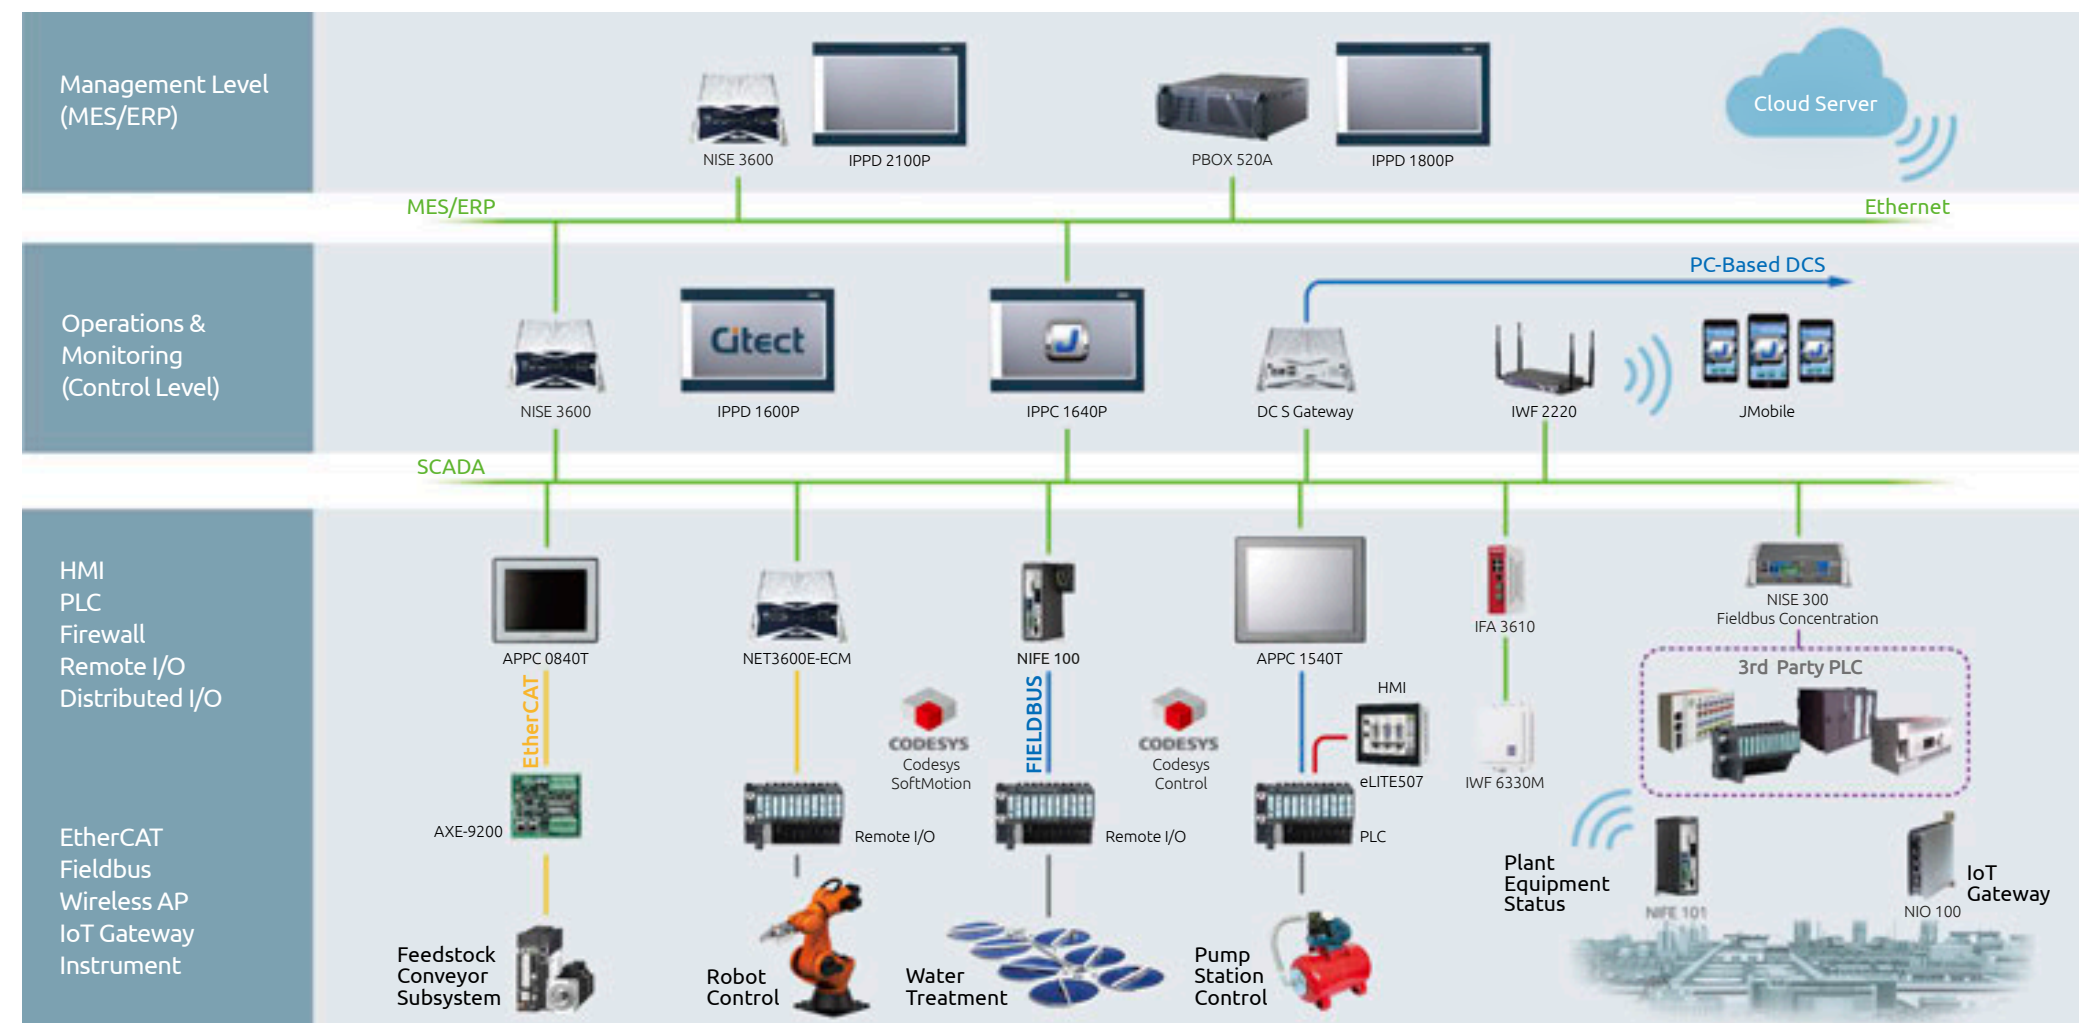 Management Level
(MES/ERP)
Cloud Server
NISE 3600
IPPD 2100P
PBOX 520A
IPPD 1800P
MES/ERP
Ethernet
Operations &
Monitoring
(Control Level)
PC-Based DCS
Citect
NISE 3600
IPPD 1600P
IPPC 1640P
DC S Gateway
IWF 2220
JMobile
SCADA
HMI
PLC
Firewall
Remote I/O
Distributed I/O
APPC 0840T
NET3600E-ECM
NIFE 100
APPC 1540T
IFA 3610
NISE 300
Fieldbus Concentration
3rd Party PLC
EtherCAT
FIELDBUS
CODESYS
Codesys
SoftMotion
CODESYS
Codesys
Control
HMI
eLITE507
IWF 6330M
EtherCAT
Fieldbus
Wireless AP
IoT Gateway
Instrument
AXE-9200
Remote I/O
Remote I/O
PLC
Plant
Equipment
Status
NIFE 101
NIO 100
IoT
Gateway
Feedstock
Conveyor
Subsystem
Robot
Control
Water
Treatment
Pump
Station
Control